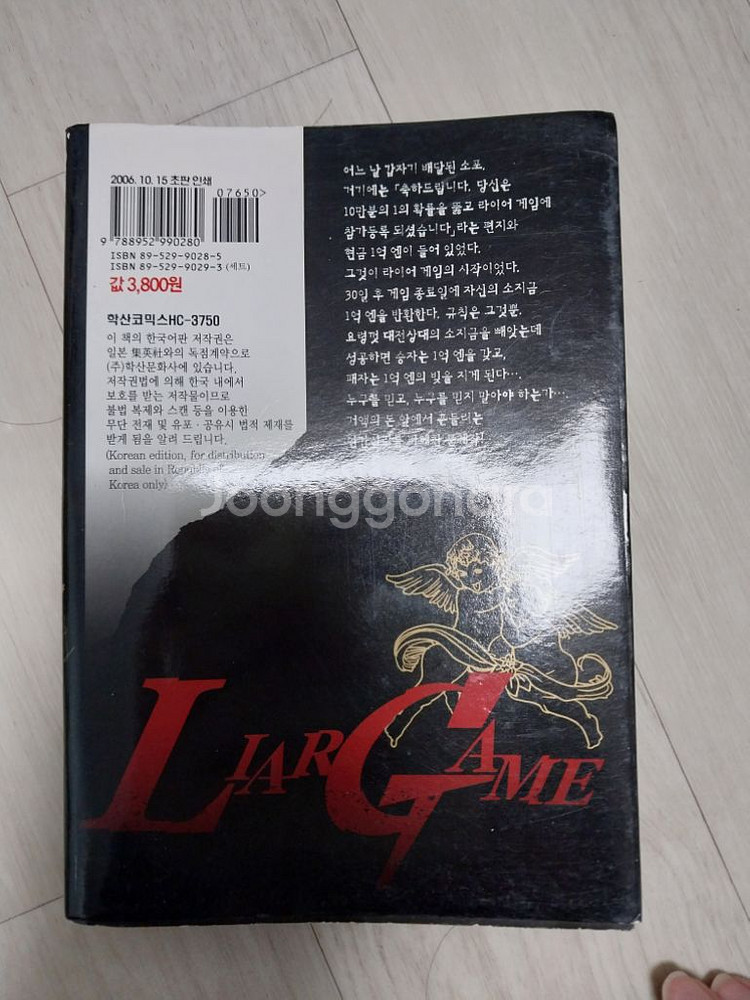 2006. 10. 15 초판 인쇄
07650>
9 788952 990280
ISBN 89-529-9028-5
ISBN 89-529-9029-3 (세트)
값 3,800원
학산코믹스HC-3750
이 책의 한국어판 저작권은
일본 集英社와의 독점계약으로
(주)학산문화사에 있습니다.
저작권법에 의해 한국 내에서
보호를 받는 저작물이므로
불법 복제와 스캔 등을 이용한
무단 전재 및 유포·공유시 법적 제재를
받게 됨을 알려 드립니다.
(Korean edition, for distribution
and sale in Republic of
Korea only)
어느 날 갑자기 배달된 소포.
거기에는 「축하드립니다. 당신은
10만분의 1의 확률을 뚫고 라이어 게임에
참가등록 되셨습니다.」라는 편지와
현금 1억 엔이 들어 있었다.
그것이 라이어 게임의 시작이었다.
30일 후 게임 종료일에 자신의 소지금
1억 엔을 반환한다. 규칙은 그것뿐.
요령껏 대전상대의 소지금을 빼앗는데
성공하면 승자는 1억 엔을 갖고,
패자는 1억 엔의 빚을 지게 된다…
누구를 믿고, 누구를 믿지 말아야 하는가…
거액의 돈 앞에서 흔들리는
Joonggonara
LIAR GAME